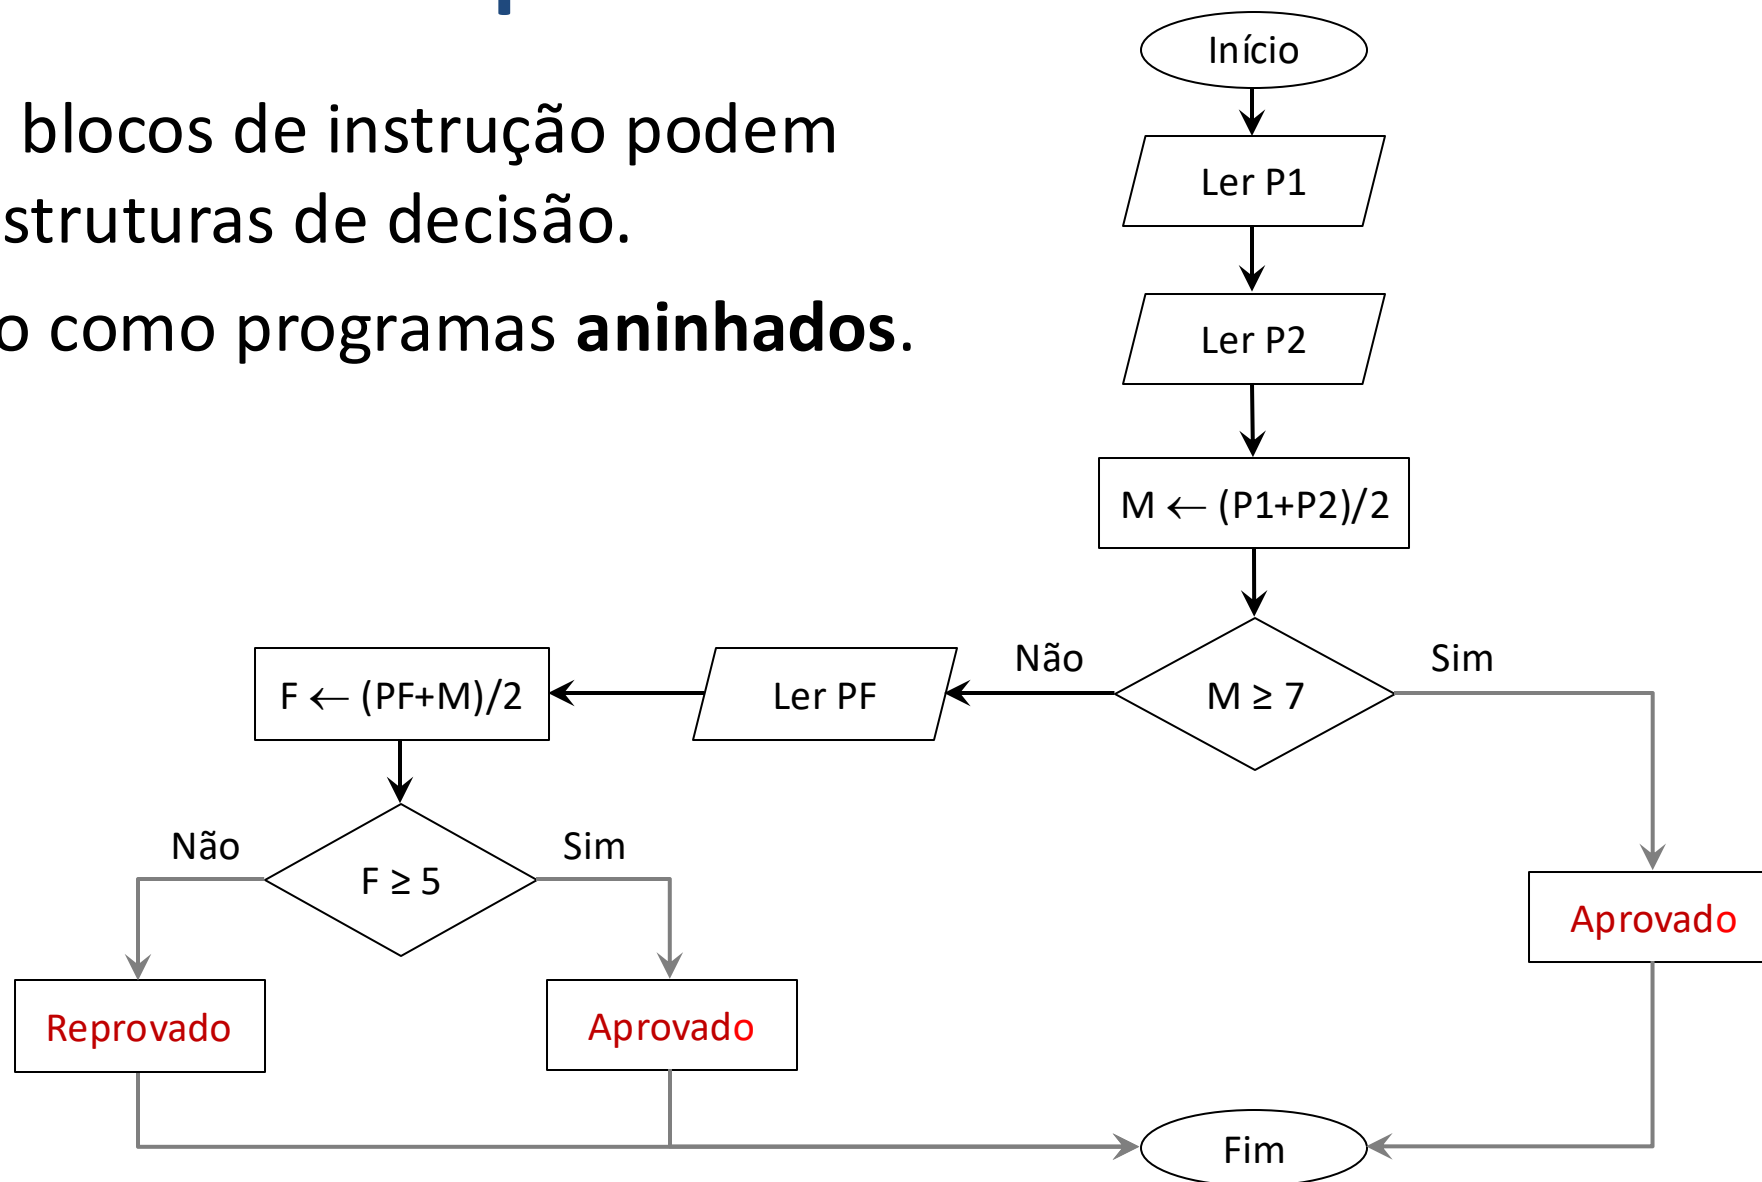 blocos de instrução podem
struturas de decisão.
o como programas aninhados.
Início
Ler P1
Ler P2
M ← (P1+P2)/2
M ≥ 7
Não
Sim
Ler PF
F ← (PF+M)/2
F ≥ 5
Não
Sim
Reprovado
Aprovado
Aprovado
Fim